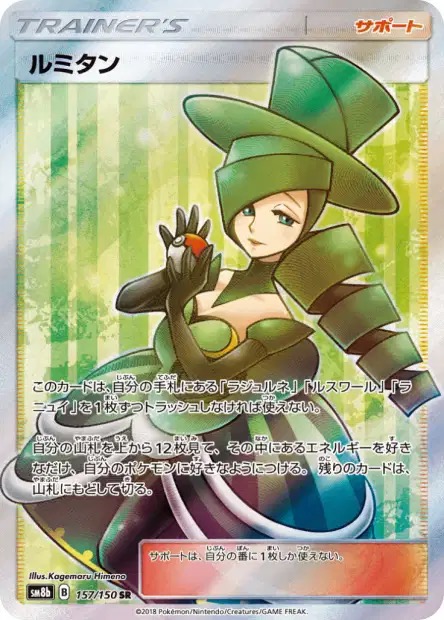 TRAINER'S
サポート
ルミタン
このカードは、自分の手札にある「ラジュルネ」「ルスワール」「ラ
ニュイ」を1枚ずつトラッシュしなければ使えない。
自分の山札を上から12枚見て、その中にあるエネルギーを好き
なだけ、自分のポケモンに好きなようにつける。残りのカードは、
山札にもどして切る。
サポートは、自分の番に1枚しか使えない。
Illus.Kagemaru Himeno
sm8b B 157/150 SR
©2018 Pokémon/Nintendo/Creatures/GAME FREAK.